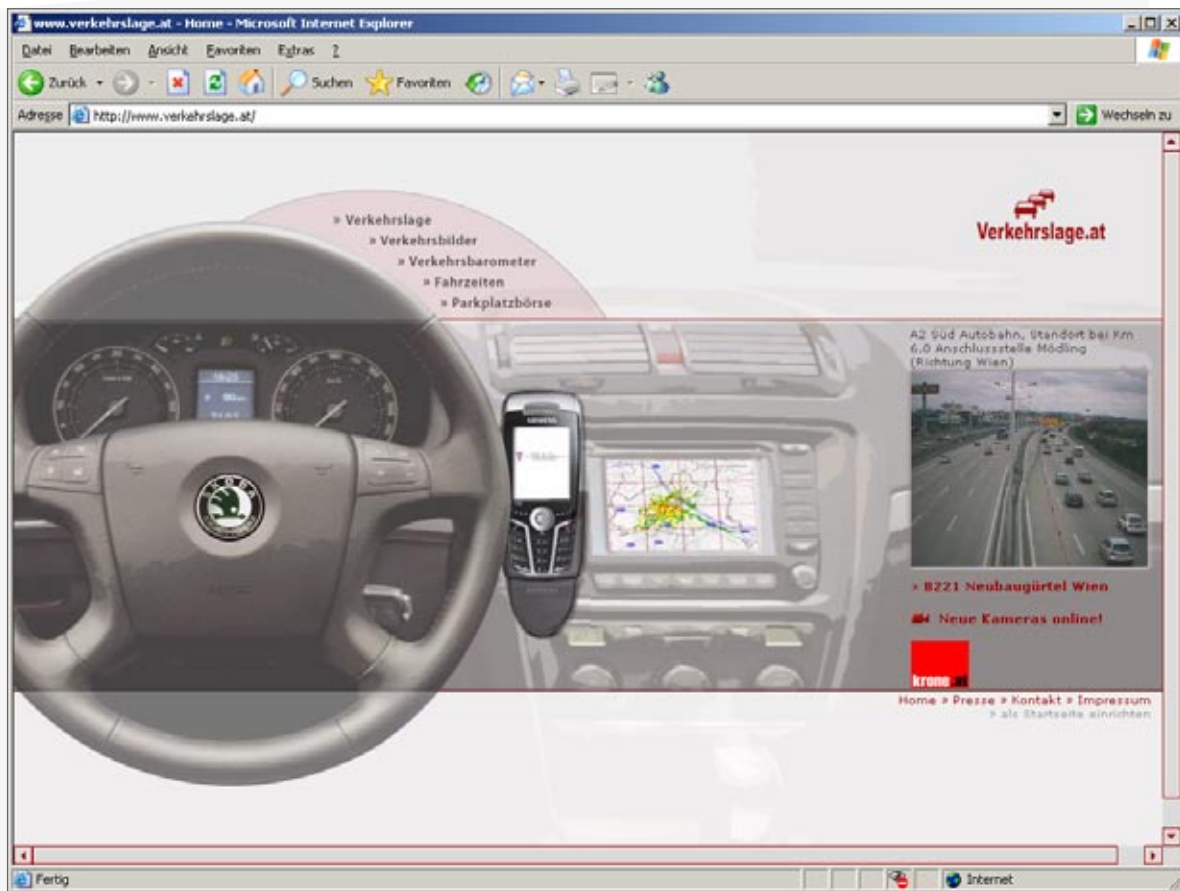 www.verkehrslage.at - Home - Microsoft Internet Explorer
Datei Bearbeiten Ansicht Favoriten Extras ?
Zurück Suchen Favoriten
Adresse http://www.verkehrslage.at/ Wechseln zu
» Verkehrslage
» Verkehrsbilder
» Verkehrsbarometer
» Fahrzeiten
» Parkplatzbörse
Verkehrslage.at
A2 Süd Autobahn, Standort bei Km
6.0 Anschlussstelle Mödling
(Richtung Wien)
SIEMENS
SKODA
» B221 Neubaugürtel Wien
Neue Kameras online!
krone.at
Home » Presse » Kontakt » Impressum
» als Startseite einrichten
Fertig Internet